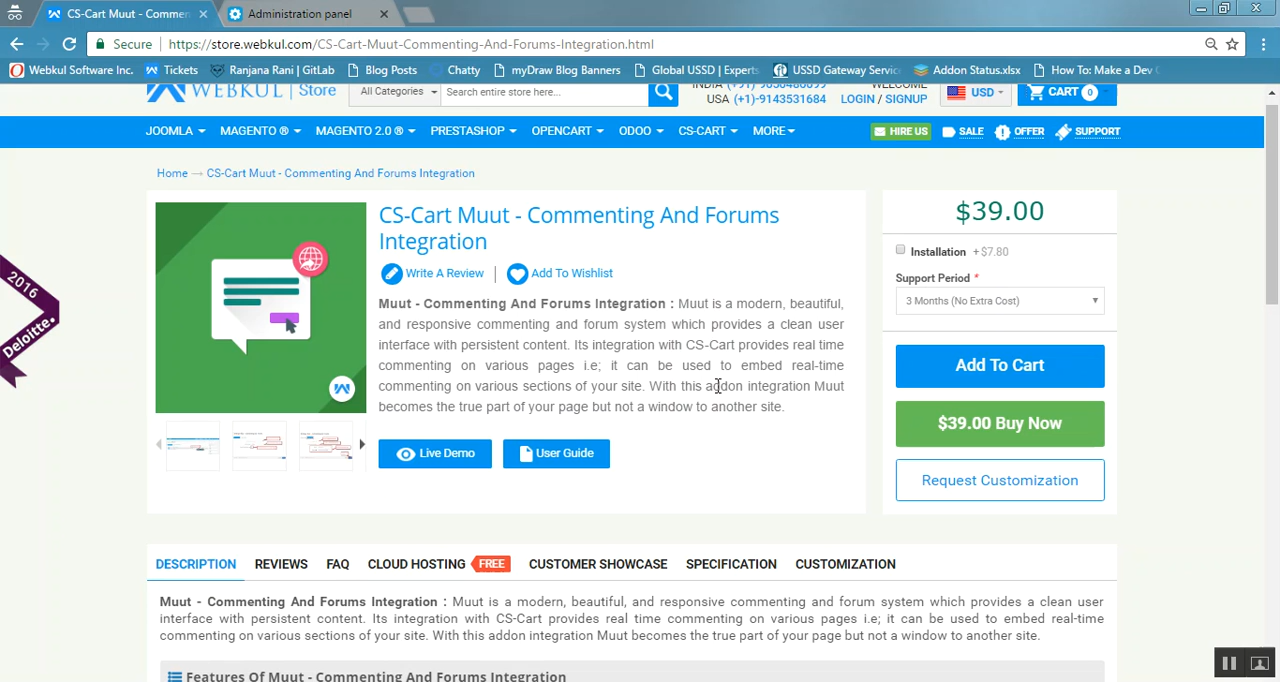 CS-Cart Muut - Commen
Administration panel
Secure https://store.webkul.com/CS-Cart-Muut-Commenting-And-Forums-Integration.html
Webkul Software Inc. Tickets Ranjana Rani | GitLab Blog Posts Chatty myDraw Blog Banners Global USSD | Experts USSD Gateway Servic Addon Status.xlsx How To: Make a Dev
WEBKUL Store All Categories Search entire store here... USA (+1)-9143531684 LOGIN / SIGNUP USD CART 0
JOOMLA MAGENTO ® MAGENTO 2.0 ® PRESTASHOP OPENCART ODOO CS-CART MORE HIRE US SALE OFFER SUPPORT
Home → CS-Cart Muut - Commenting And Forums Integration
2016
Deloitte.
CS-Cart Muut - Commenting And Forums
Integration
Write A Review | Add To Wishlist
Muut - Commenting And Forums Integration : Muut is a modern, beautiful,
and responsive commenting and forum system which provides a clean user
interface with persistent content. Its integration with CS-Cart provides real time
commenting on various pages i.e; it can be used to embed real-time
commenting on various sections of your site. With this addon integration Muut
becomes the true part of your page but not a window to another site.
Live Demo User Guide
$39.00
Installation +$7.80
Support Period *
3 Months (No Extra Cost)
Add To Cart
$39.00 Buy Now
Request Customization
DESCRIPTION REVIEWS FAQ CLOUD HOSTING FREE CUSTOMER SHOWCASE SPECIFICATION CUSTOMIZATION
Muut - Commenting And Forums Integration : Muut is a modern, beautiful, and responsive commenting and forum system which provides a clean user
interface with persistent content. Its integration with CS-Cart provides real time commenting on various pages i.e; it can be used to embed real-time
commenting on various sections of your site. With this addon integration Muut becomes the true part of your page but not a window to another site.
Features Of Muut - Commenting And Forums Integration